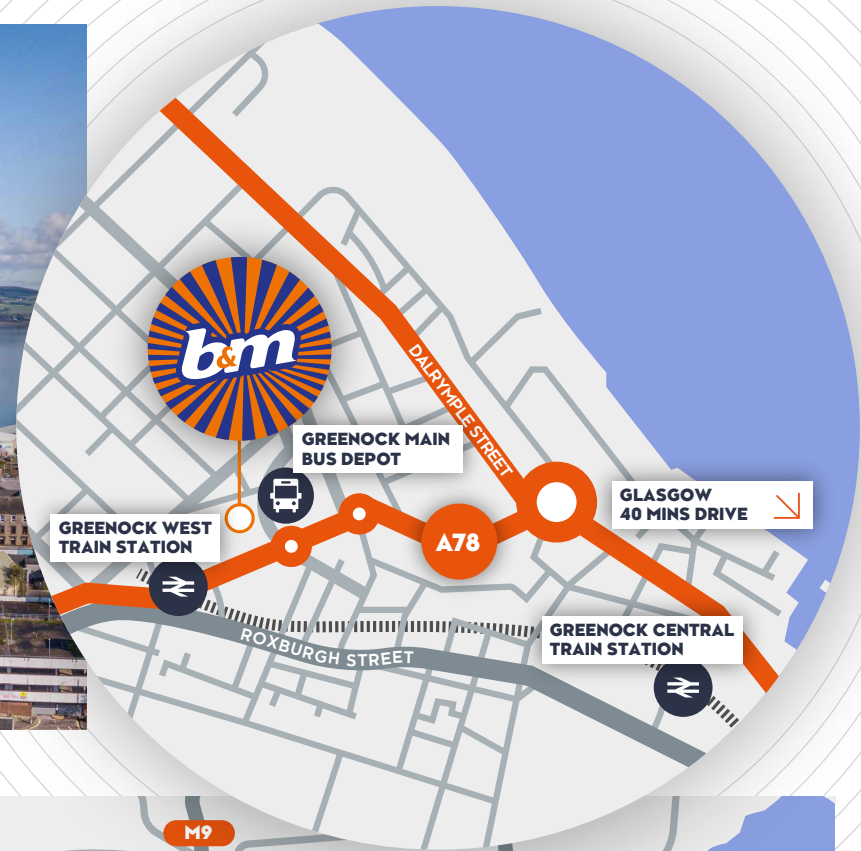 b&m
DALRYMPLE STREET
GREENOCK MAIN
BUS DEPOT
GLASGOW
40 MINS DRIVE
GREENOCK WEST
TRAIN STATION
A78
GREENOCK CENTRAL
TRAIN STATION
ROXBURGH STREET
M9